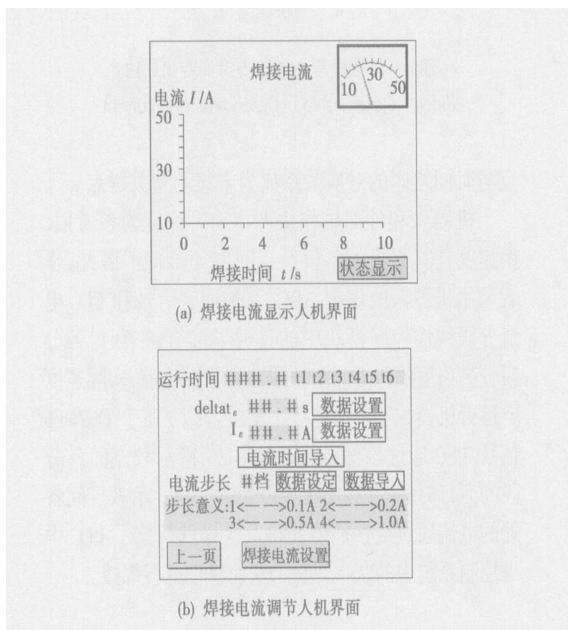 焊接电流
10 30 50
电流 I/A
50
30
10
0 2 4 6 8 10
焊接时间 t/s
状态显示
(a) 焊接电流显示人机界面
运行时间 ###.# t1 t2 t3 t4 t5 t6
deltat_e ##.# s 数据设置
I_e ##.# A 数据设置
电流时间导入
电流步长 #档 数据设定 数据导入
步长意义:1<— —>0.1A 2<— —>0.2A
3<— —>0.5A 4<— —>1.0A
上一页 焊接电流设置
(b) 焊接电流调节人机界面